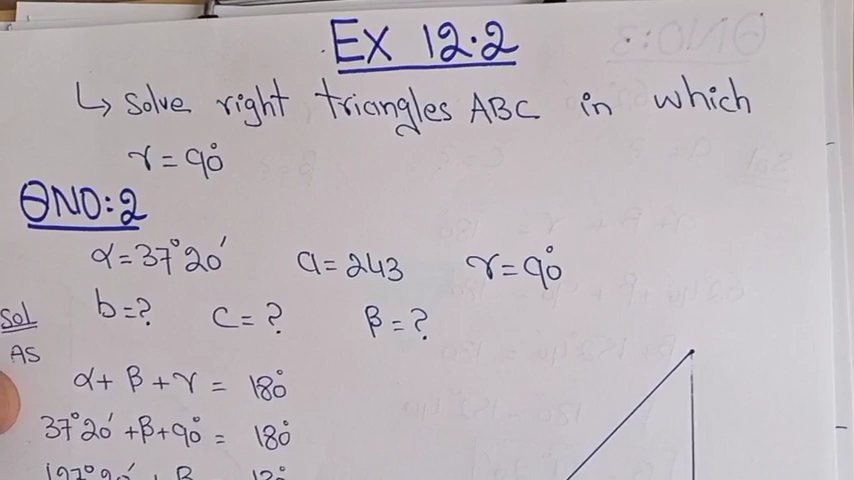 EX 12.2
↳ Solve right triangles ABC in which
γ = 90°
QNO:2
α = 37°20′ a = 243 γ = 90°
b = ? c = ? β = ?
Sol
AS
α + β + γ = 180°
37°20′ + β + 90° = 180°